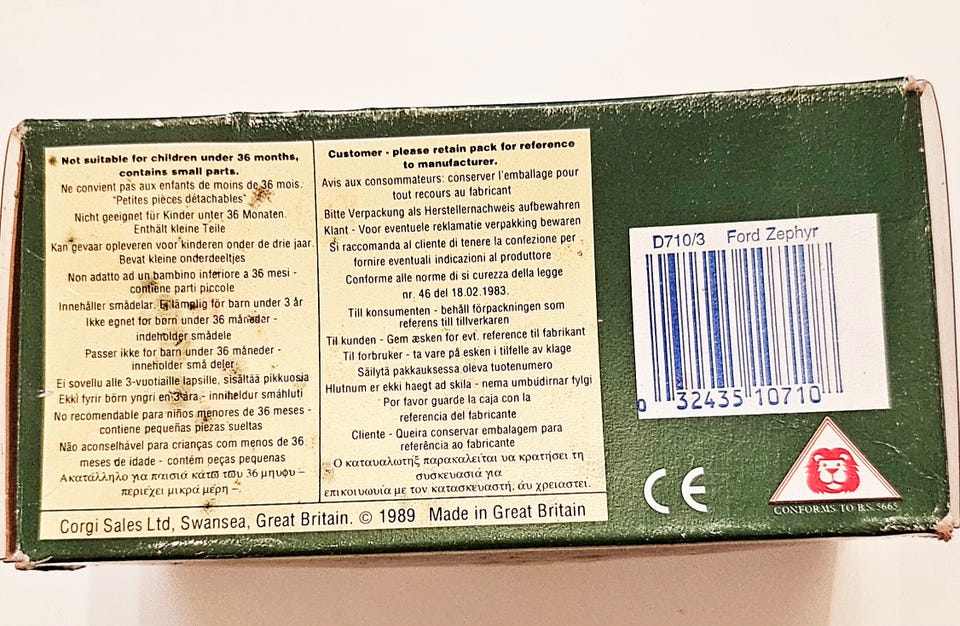 Not suitable for children under 36 months,
contains small parts.
Ne convient pas aux enfants de moins de 36 mois.
"Petites pièces détachables"
Nicht geeignet für Kinder unter 36 Monaten.
Enthält kleine Teile
Kan gevaar opleveren voor kinderen onder de drie jaar.
Bevat kleine onderdeeltjes
Non adatto ad un bambino inferiore a 36 mesi -
contiene parti piccole
Innehåller smådelar. Ej lämplig för barn under 3 år
Ikke egnet for børn under 36 måneder -
indeholder smådele
Passer ikke for barn under 36 måneder -
inneholder små deler
Ei sovellu alle 3-vuotiaille lapsille, sisältää pikkuosia
Ekki fyrir börn yngri en 3 ára - inniheldur smáhluti
No recomendable para niños menores de 36 meses -
contiene pequeñas piezas sueltas
Não aconselhável para crianças com menos de 36
meses de idade - contém peças pequenas
Ακατάλληλο για παισιά κάτω τωυ 36 μηυφυ –
περιέχει μικρά μέρη –.
Customer - please retain pack for reference
to manufacturer.
Avis aux consommateurs: conserver l'emballage pour
tout recours au fabricant
Bitte Verpackung als Herstellernachweis aufbewahren
Klant - Voor eventuele reklamatie verpakking bewaren
Si raccomanda al cliente di tenere la confezione per
fornire eventuali indicazioni al produttore
Conforme alle norme di si curezza della legge
nr. 46 del 18.02.1983.
Till konsumenten - behåll förpackningen som
referens till tillverkaren
Til kunden - Gem æsken for evt. reference til fabrikant
Til forbruker - ta vare på esken i tilfelle av klage
Säilytä pakkauksessa oleva tuotenumero
Hlutnum er ekki haegt ad skila - nema umbúdirnar fylgi
Por favor guarde la caja con la
referencia del fabricante
Cliente - Queira conservar embalagem para
referência ao fabricante
Ο καταυαλωτηξ παρακαλείται υα κρατήσει τη
συσκευασιά για
επικοιυωυία με τον κατασκευαστή, άυ χρειαστει.
Corgi Sales Ltd, Swansea, Great Britain. © 1989 Made in Great Britain
D710/3 Ford Zephyr
0 32435 10710
CE
CONFORMS TO B.S. 5665